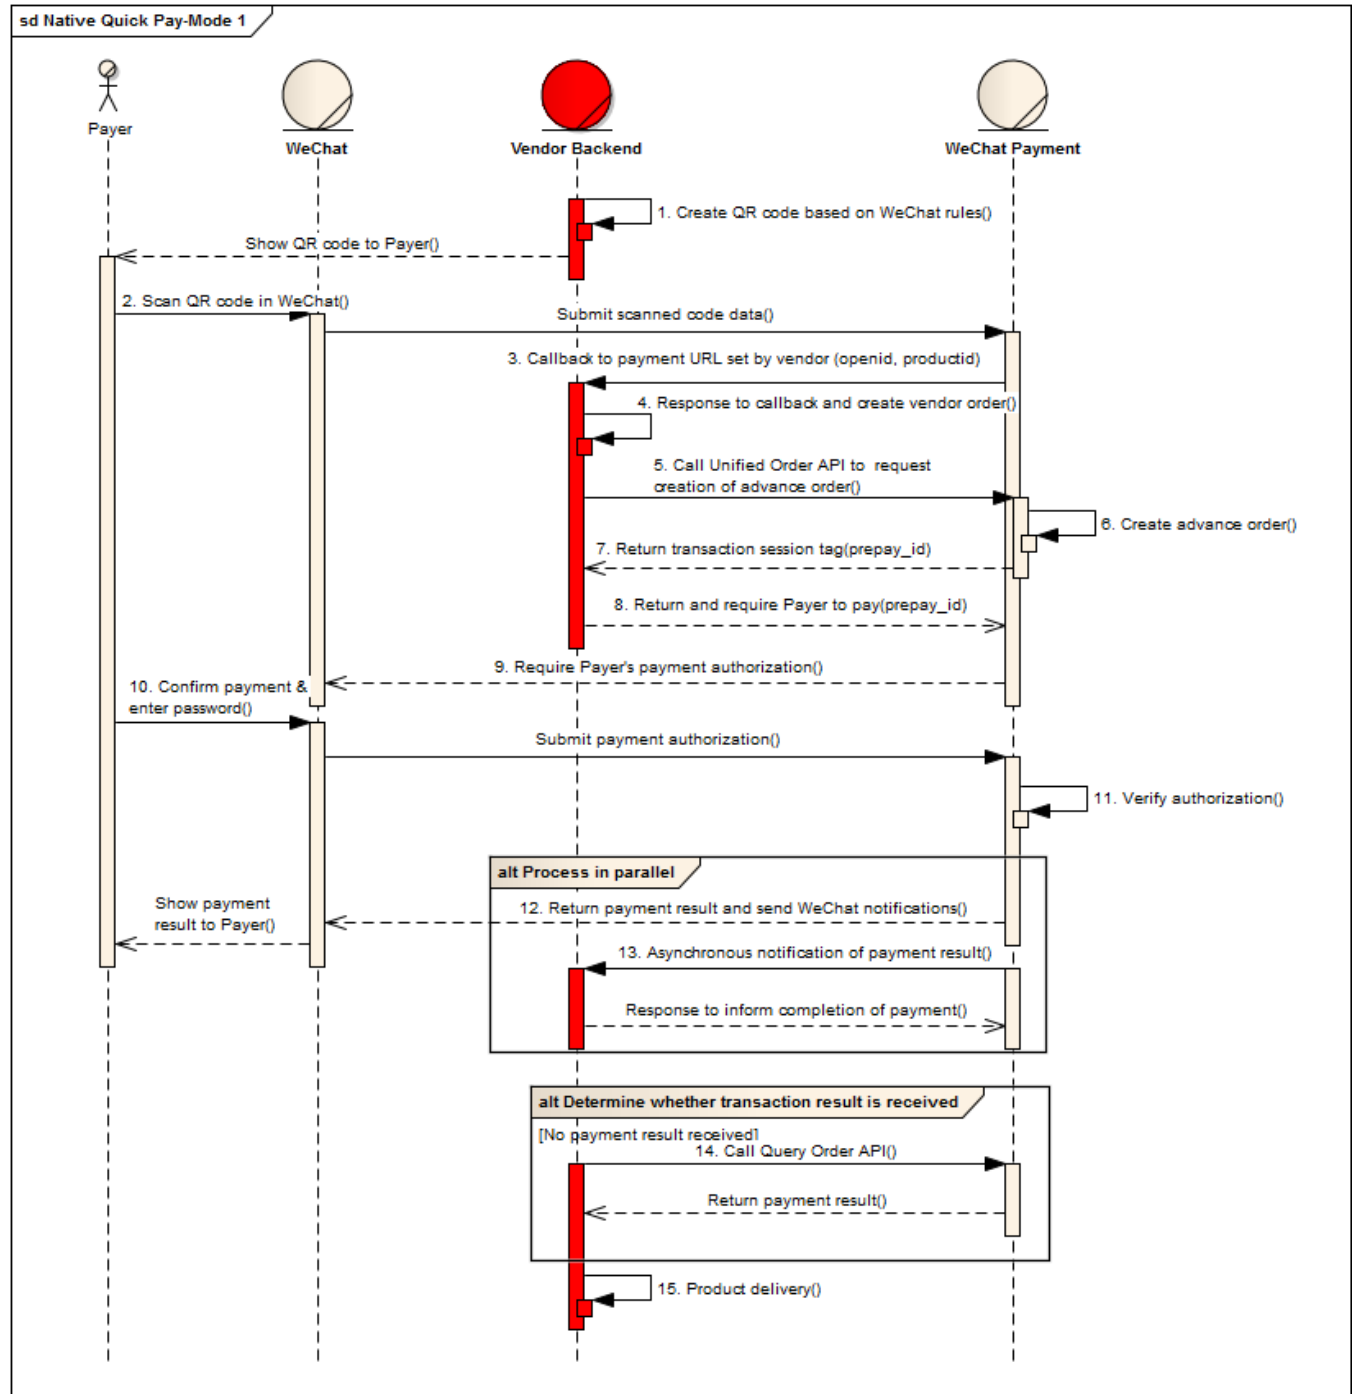 sd Native Quick Pay-Mode 1
Payer
WeChat
Vendor Backend
WeChat Payment
1. Create QR code based on WeChat rules()
Show QR code to Payer()
2. Scan QR code in WeChat()
Submit scanned code data()
3. Callback to payment URL set by vendor (openid, productid)
4. Response to callback and create vendor order()
5. Call Unified Order API to request
creation of advance order()
6. Create advance order()
7. Return transaction session tag(prepay_id)
8. Return and require Payer to pay(prepay_id)
9. Require Payer's payment authorization()
10. Confirm payment &
enter password()
Submit payment authorization()
11. Verify authorization()
alt Process in parallel
12. Return payment result and send WeChat notifications()
Show payment
result to Payer()
13. Asynchronous notification of payment result()
Response to inform completion of payment()
alt Determine whether transaction result is received
[No payment result received]
14. Call Query Order API()
Return payment result()
15. Product delivery()